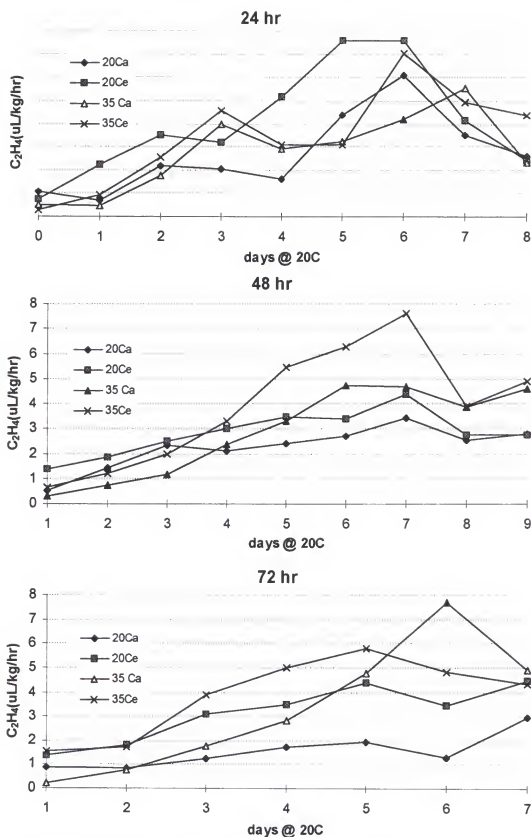 24 hr
C₂H₄(uL/kg/hr)
20Ca
20Ce
35 Ca
35Ce
0 1 2 3 4 5 6 7 8
days @ 20C
48 hr
C₂H₄(uL/kg/hr)
8
7
6
5
4
3
2
1
0
20Ca
20Ce
35 Ca
35Ce
1 2 3 4 5 6 7 8 9
days @ 20C
72 hr
C₂H₄(uL/kg/hr)
8
7
6
5
4
3
2
1
0
20Ca
20Ce
35 Ca
35Ce
1 2 3 4 5 6 7
days @ 20C